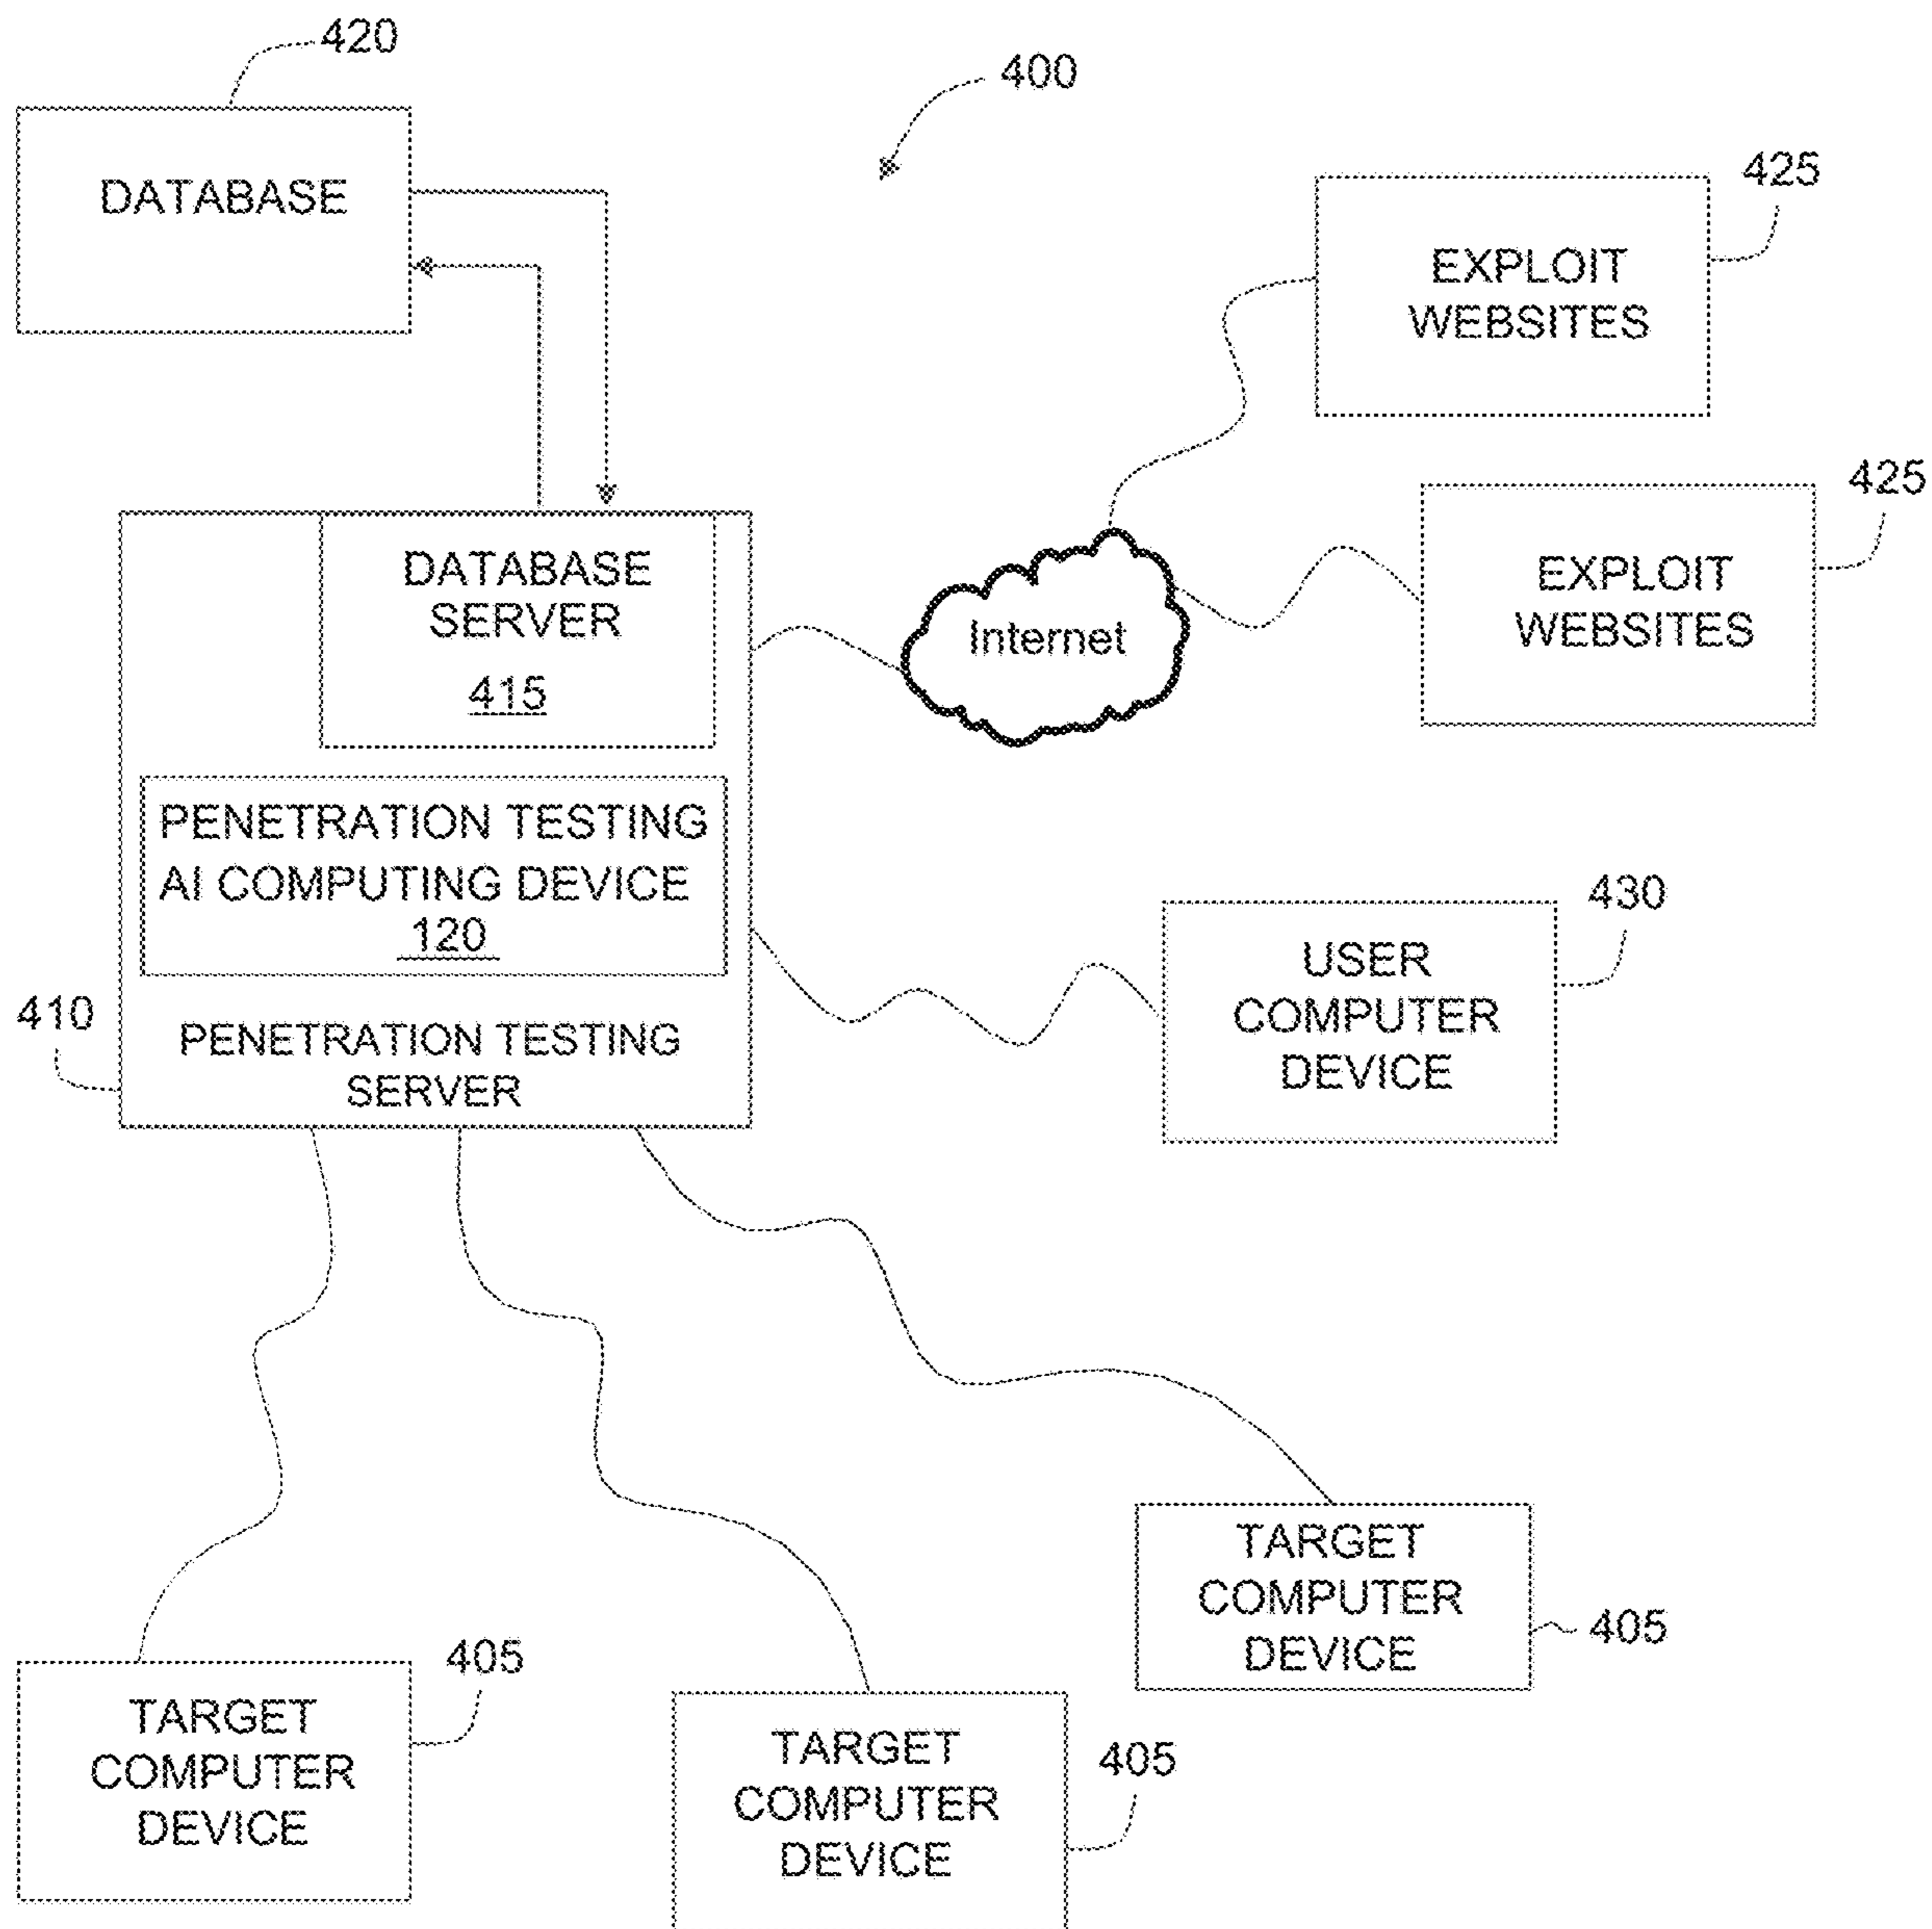 420
400
DATABASE
425
EXPLOIT
WEBSITES
425
EXPLOIT
WEBSITES
DATABASE
SERVER
415
Internet
PENETRATION TESTING
AI COMPUTING DEVICE
120
410
PENETRATION TESTING
SERVER
430
USER
COMPUTER
DEVICE
TARGET
COMPUTER
DEVICE
405
TARGET
COMPUTER
DEVICE
405
TARGET
COMPUTER
DEVICE
405